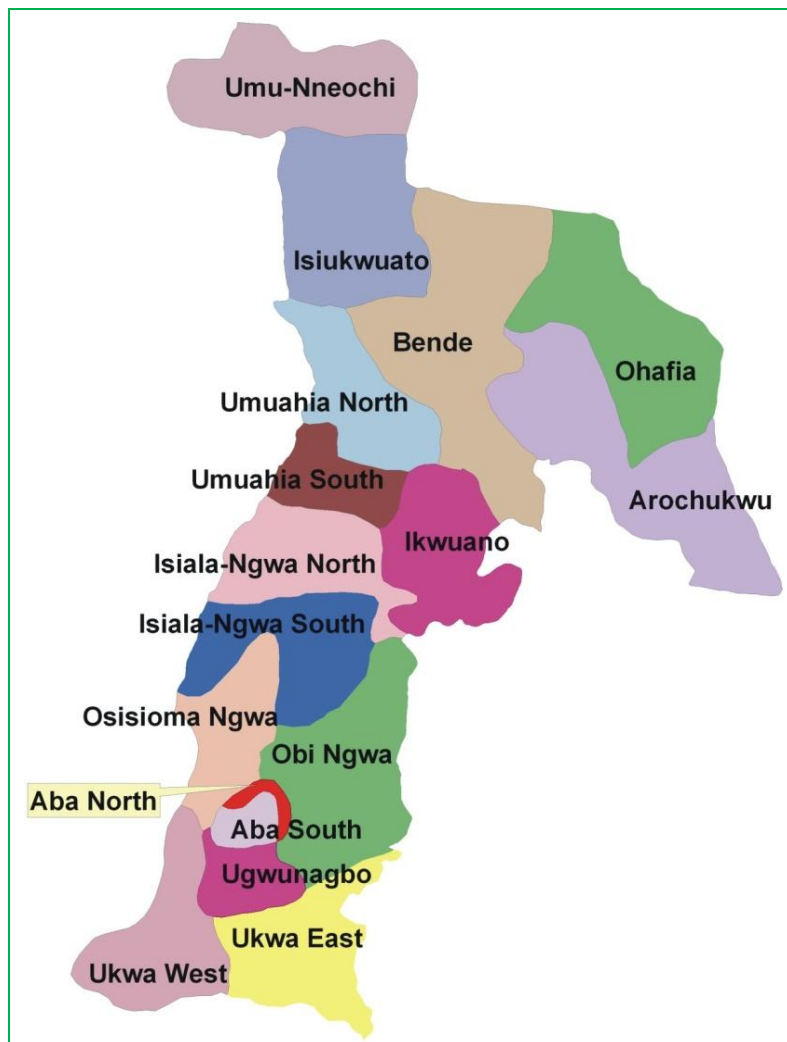 Umu-Nneochi
Isiukwuato
Bende
Ohafia
Umuahia North
Umuahia South
Arochukwu
Ikwuano
Isiala-Ngwa North
Isiala-Ngwa South
Osisioma Ngwa
Obi Ngwa
Aba North
Aba South
Ugwunagbo
Ukwa East
Ukwa West